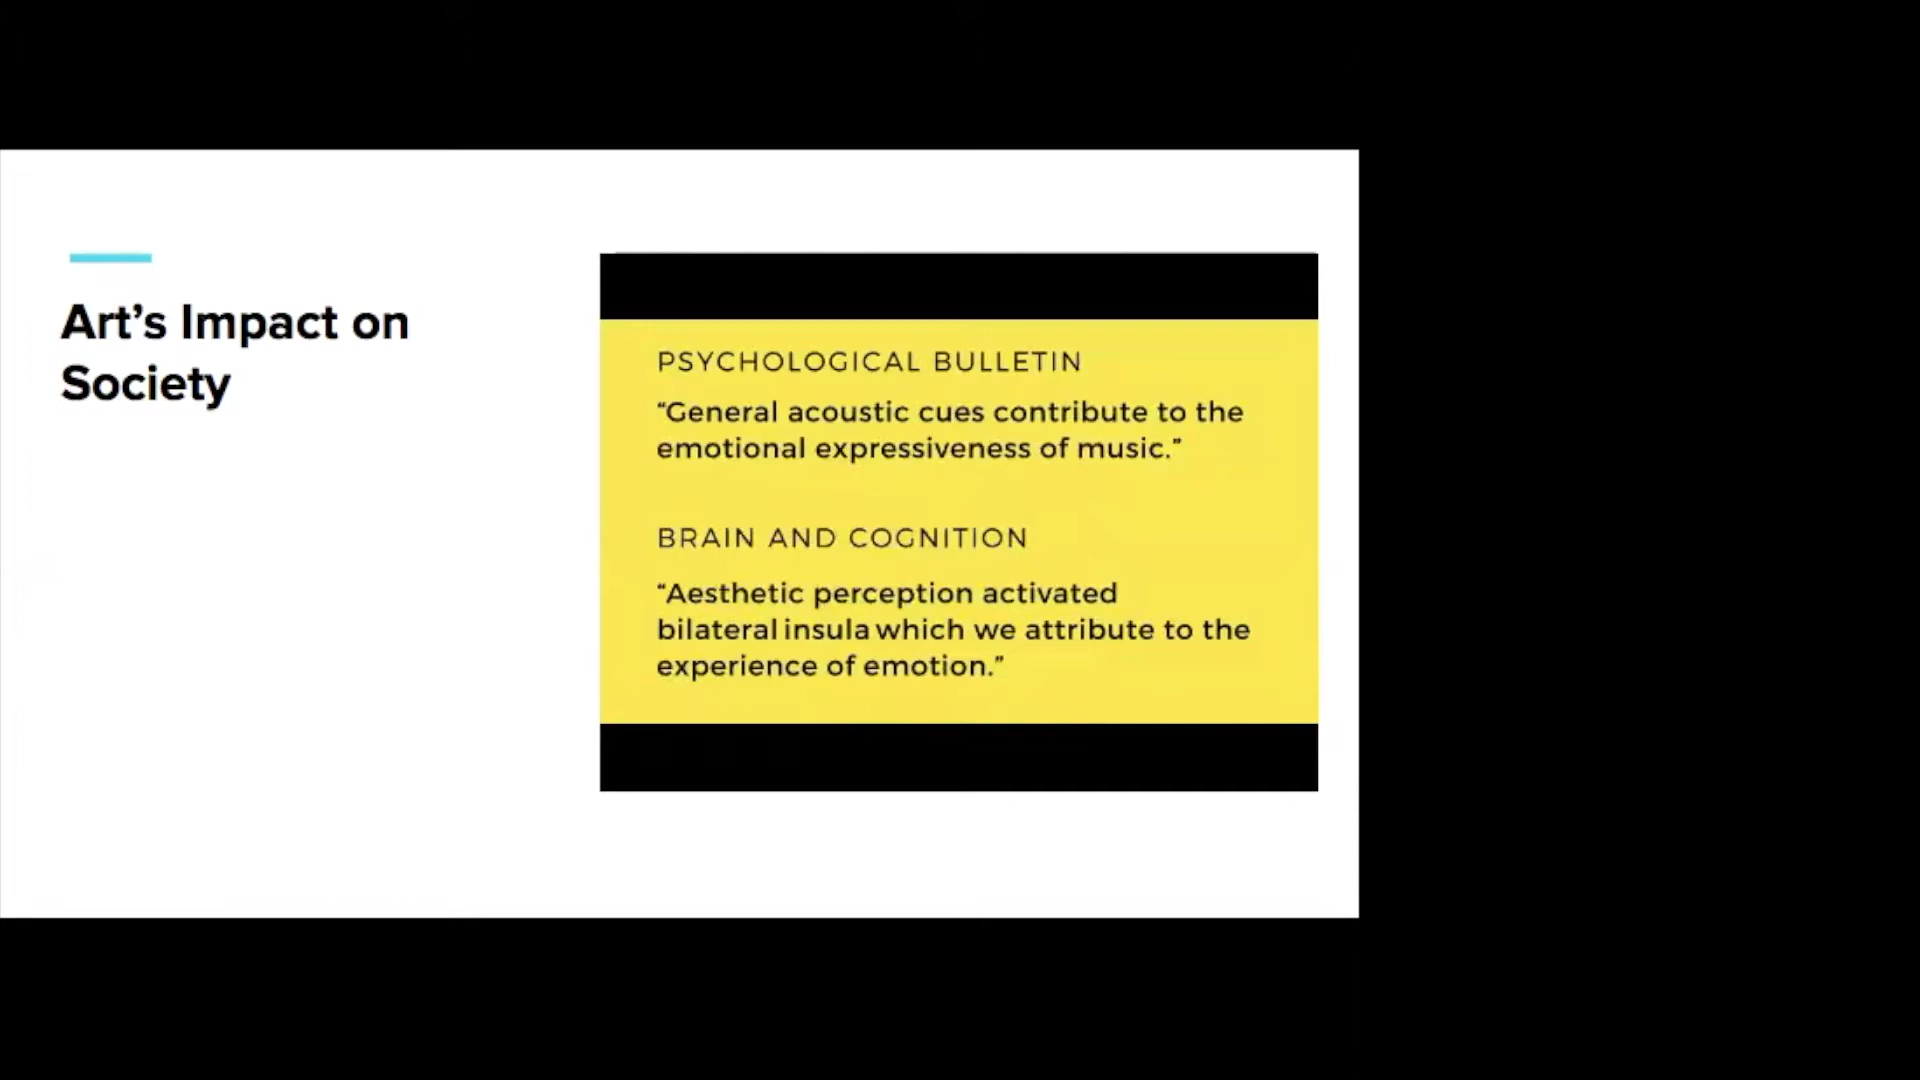 Art’s Impact on
Society
PSYCHOLOGICAL BULLETIN
“General acoustic cues contribute to the
emotional expressiveness of music.”
BRAIN AND COGNITION
“Aesthetic perception activated
bilateral insula which we attribute to the
experience of emotion.”